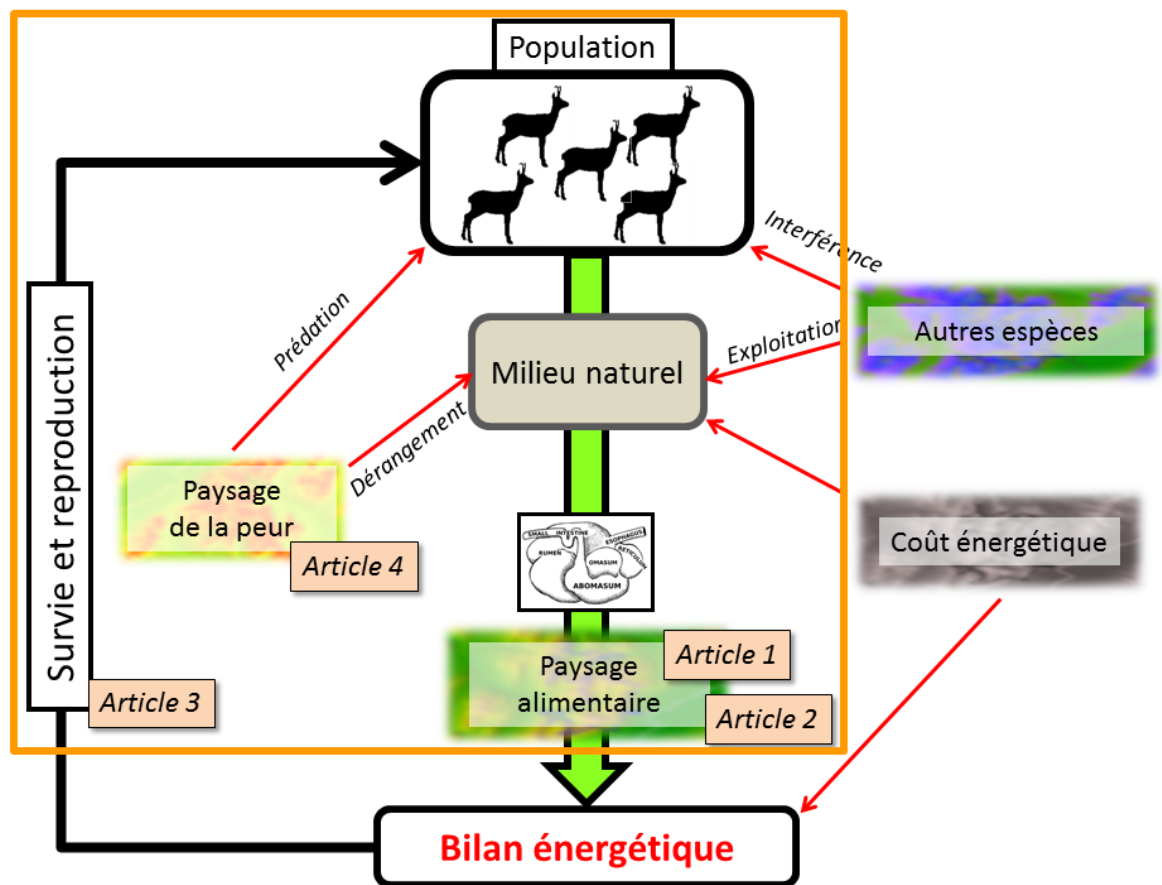 Population
Interférence
Prédation
Autres espèces
Exploitation
Milieu naturel
Dérangement
Survie et reproduction
Paysage
de la peur
Article 4
SMALL INTESTINE
ESOPHAGUS
RUMEN
RETICULUM
OMASUM
ABOMASUM
Coût énergétique
Paysage
alimentaire
Article 1
Article 2
Article 3
Bilan énergétique